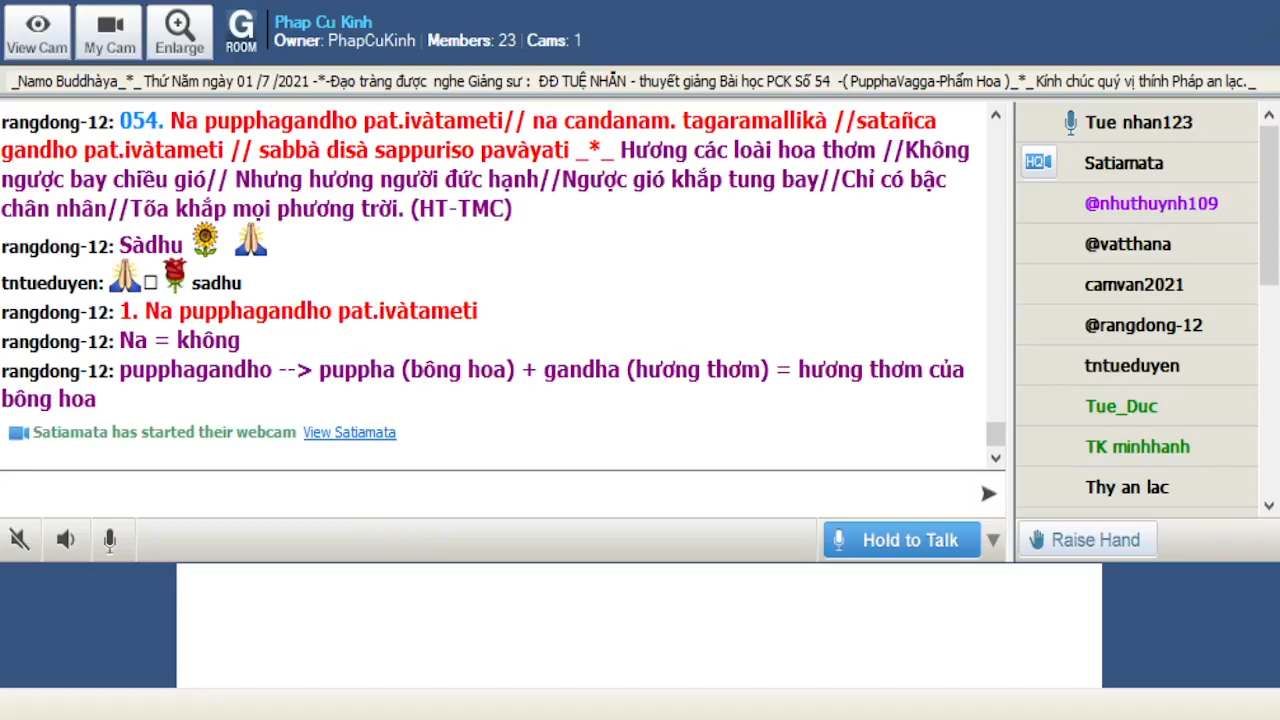 View Cam
My Cam
Enlarge
G
ROOM
Phap Cu Kinh
Owner: PhapCuKinh | Members: 23 | Cams: 1
_Namo Buddhàya_*_ Thứ Năm ngày 01 /7 /2021 -*-Đạo tràng được nghe Giảng sư : ĐĐ TUỆ NHẪN - thuyết giảng Bài học PCK Số 54 -( PupphaVagga-Phẩm Hoa )_*_ Kính chúc quý vị thính Pháp an lạc._
rangdong-12: 054. Na pupphagandho pat.ivàtameti// na candanam. tagaramallikà //satañca
gandho pat.ivàtameti // sabbà disà sappuriso pavàyati _*_ Hương các loài hoa thơm //Không
ngược bay chiều gió// Nhưng hương người đức hạnh//Ngược gió khắp tung bay//Chỉ có bậc
chân nhân//Tõa khắp mọi phương trời. (HT-TMC)
rangdong-12: Sàdhu 🌻 🙏
tntueduyen: 🙏□🌹 sadhu
rangdong-12: 1. Na pupphagandho pat.ivàtameti
rangdong-12: Na = không
rangdong-12: pupphagandho --> puppha (bông hoa) + gandha (hương thơm) = hương thơm của
bông hoa
Satiamata has started their webcam View Satiamata
Hold to Talk
Tue nhan123
HQ
Satiamata
@nhuthuynh109
@vatthana
camvan2021
@rangdong-12
tntueduyen
Tue_Duc
TK minhhanh
Thy an lac
Raise Hand